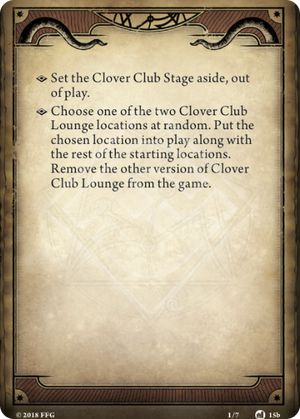 Set the Clover Club Stage aside, out
of play.
Choose one of the two Clover Club
Lounge locations at random. Put the
chosen location into play along with
the rest of the starting locations.
Remove the other version of Clover
Club Lounge from the game.
© 2018 FFG
1/7
15b